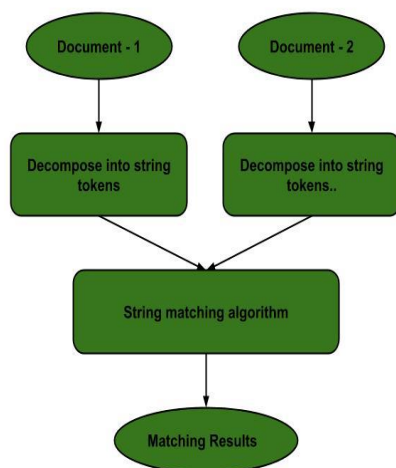 Document - 1
Document - 2
Decompose into string
tokens
Decompose into string
tokens..
String matching algorithm
Matching Results